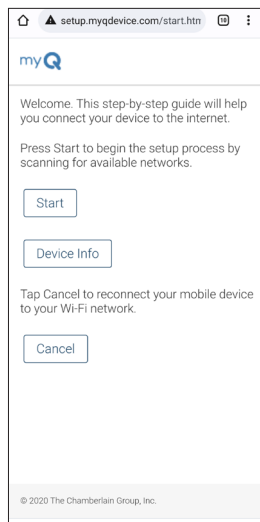 setup.myqdevice.com/start.htm
10
myQ
Welcome. This step-by-step guide will help
you connect your device to the internet.
Press Start to begin the setup process by
scanning for available networks.
Start
Device Info
Tap Cancel to reconnect your mobile device
to your Wi-Fi network.
Cancel
© 2020 The Chamberlain Group, Inc.